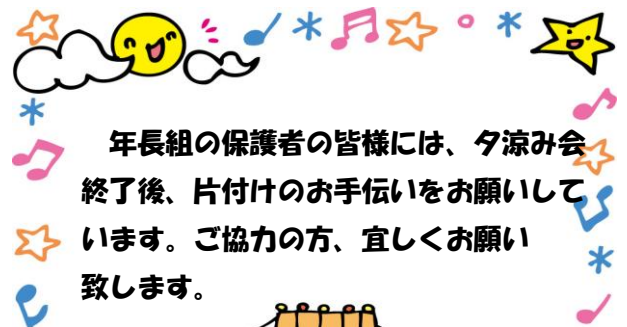 年長組の保護者の皆様には、夕涼み会
終了後、片付けのお手伝いをお願いして
います。ご協力の方、宜しくお願い
致します。